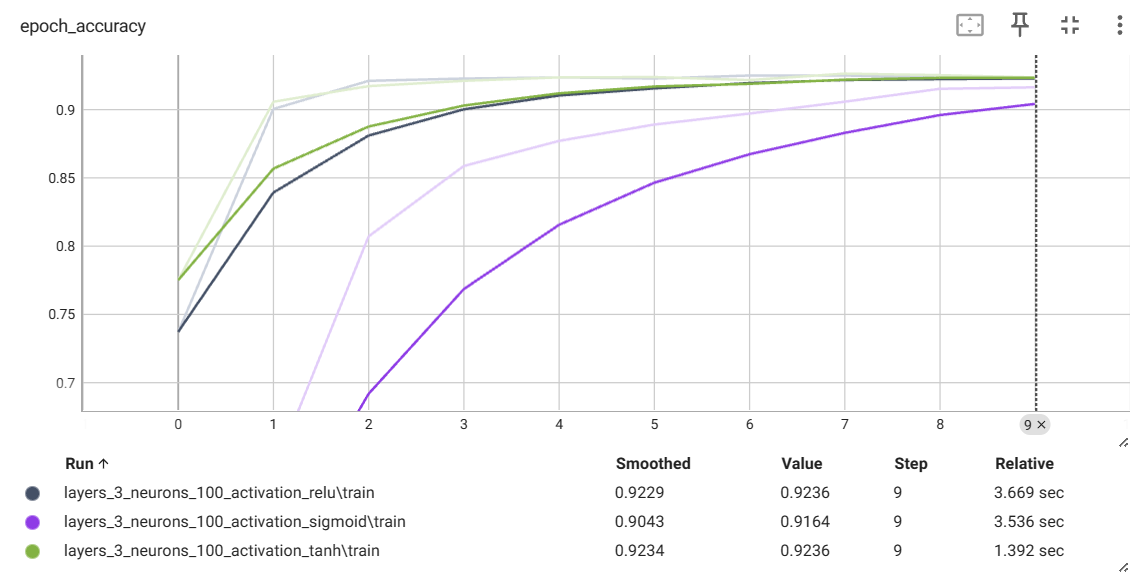 epoch_accuracy
0.9
0.85
0.8
0.75
0.7
0 1 2 3 4 5 6 7 8 9 ×
Run ↑ Smoothed Value Step Relative
layers_3_neurons_100_activation_relu\train 0.9229 0.9236 9 3.669 sec
layers_3_neurons_100_activation_sigmoid\train 0.9043 0.9164 9 3.536 sec
layers_3_neurons_100_activation_tanh\train 0.9234 0.9236 9 1.392 sec